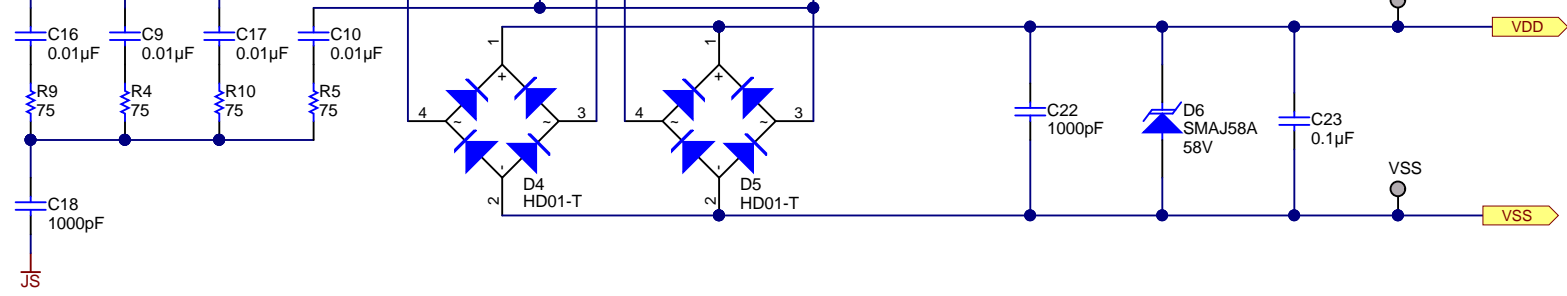 C16
0.01µF
C9
0.01µF
C17
0.01µF
C10
0.01µF
VDD
1
+
1
+
R9
75
R4
75
R10
75
R5
75
4
~
~
3
4
~
~
3
C22
1000pF
D6
SMAJ58A
58V
C23
0.1µF
-
2
D4
HD01-T
-
2
D5
HD01-T
VSS
C18
1000pF
VSS
JS